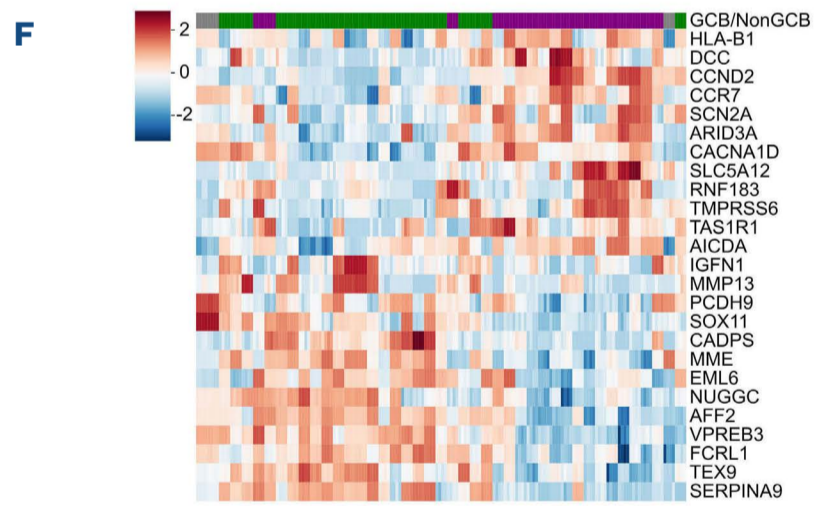 F
2
0
-2
GCB/NonGCB
HLA-B1
DCC
CCND2
CCR7
SCN2A
ARID3A
CACNA1D
SLC5A12
RNF183
TMPRSS6
TAS1R1
AICDA
IGFN1
MMP13
PCDH9
SOX11
CADPS
MME
EML6
NUGGC
AFF2
VPREB3
FCRL1
TEX9
SERPINA9